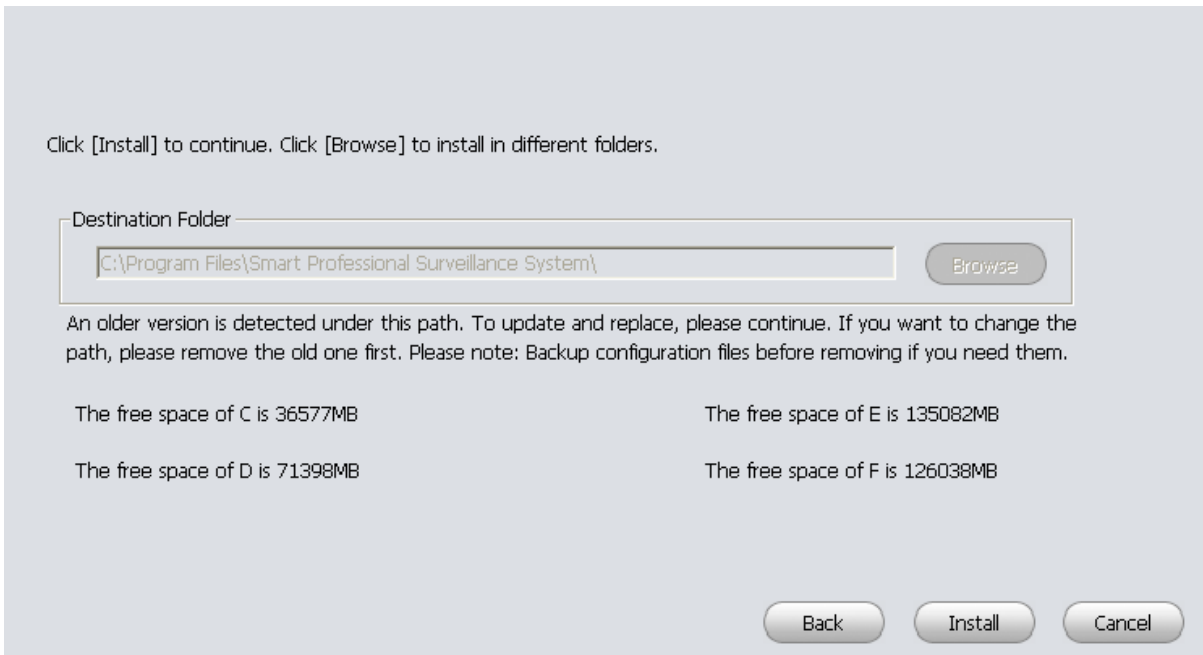 Click [Install] to continue. Click [Browse] to install in different folders.
Destination Folder
C:\Program Files\Smart Professional Surveillance System\
Browse
An older version is detected under this path. To update and replace, please continue. If you want to change the
path, please remove the old one first. Please note: Backup configuration files before removing if you need them.
The free space of C is 36577MB
The free space of E is 135082MB
The free space of D is 71398MB
The free space of F is 126038MB
Back
Install
Cancel